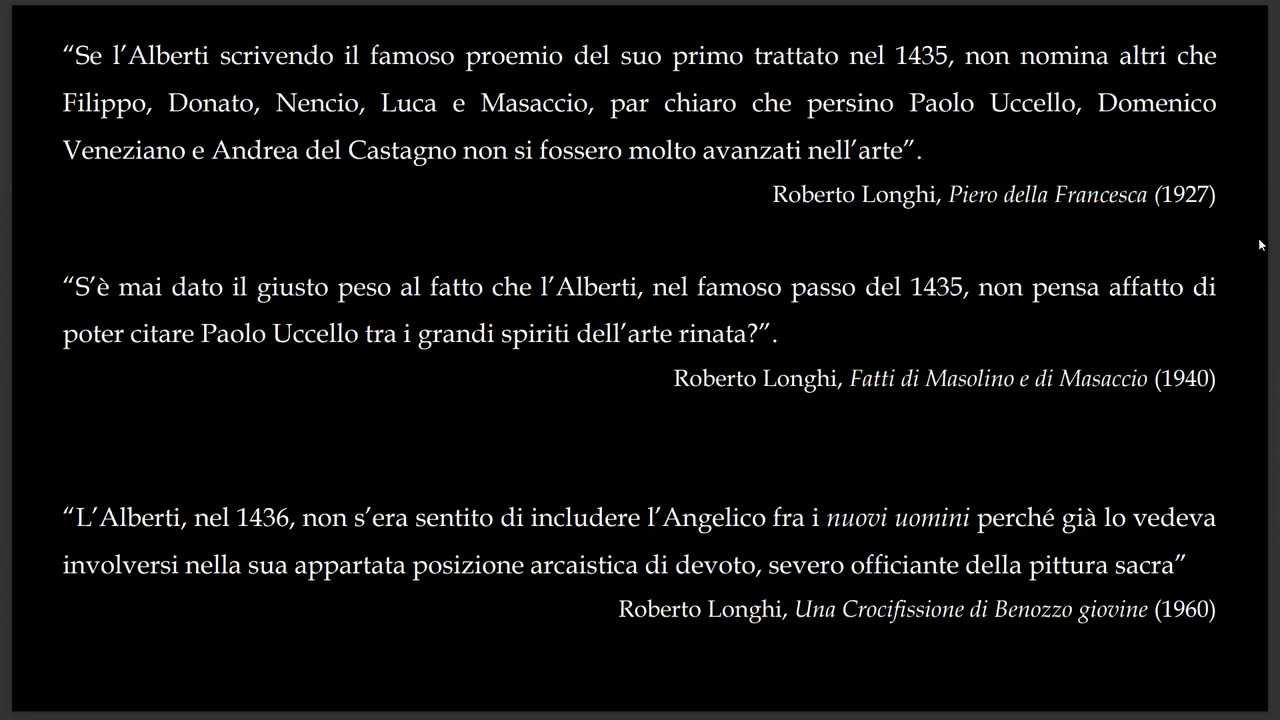 “Se l’Alberti scrivendo il famoso proemio del suo primo trattato nel 1435, non nomina altri che
Filippo, Donato, Nencio, Luca e Masaccio, par chiaro che persino Paolo Uccello, Domenico
Veneziano e Andrea del Castagno non si fossero molto avanzati nell’arte”.
Roberto Longhi, Piero della Francesca (1927)
“S’è mai dato il giusto peso al fatto che l’Alberti, nel famoso passo del 1435, non pensa affatto di
poter citare Paolo Uccello tra i grandi spiriti dell’arte rinata?”.
Roberto Longhi, Fatti di Masolino e di Masaccio (1940)
“L’Alberti, nel 1436, non s’era sentito di includere l’Angelico fra i nuovi uomini perché già lo vedeva
involversi nella sua appartata posizione arcaistica di devoto, severo officiante della pittura sacra”
Roberto Longhi, Una Crocifissione di Benozzo giovine (1960)